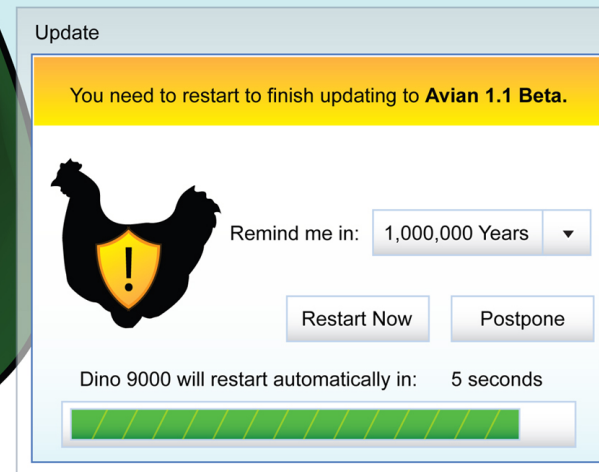 Update
You need to restart to finish updating to Avian 1.1 Beta.
!
Remind me in: 1,000,000 Years
Restart Now Postpone
Dino 9000 will restart automatically in: 5 seconds